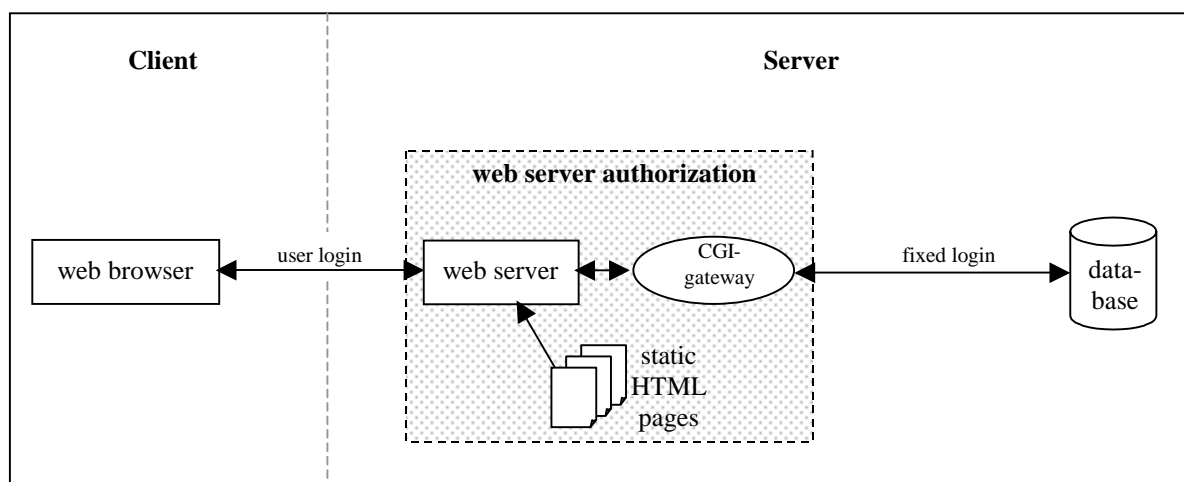 Client
Server
web server authorization
web browser
user login
web server
CGI-
gateway
fixed login
data-
base
static
HTML
pages